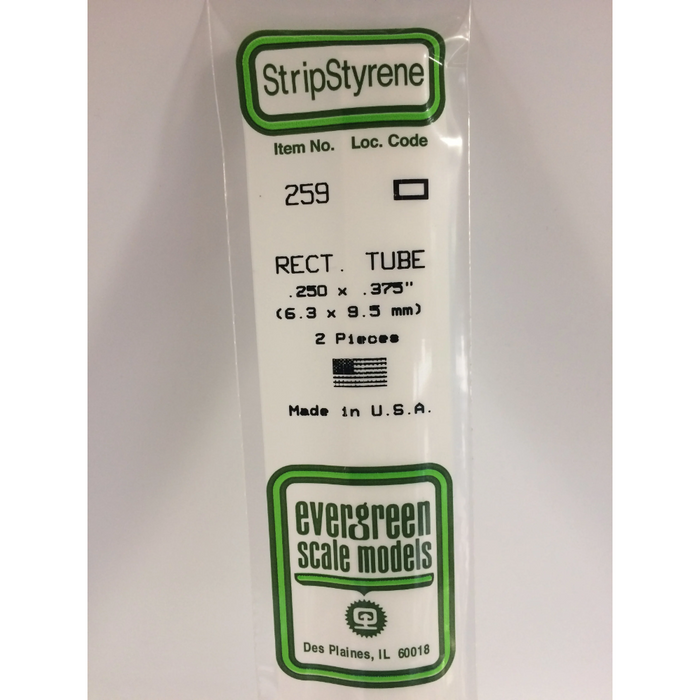 StripStyrene
Item No. Loc. Code
259
RECT. TUBE
.250 x .375"
(6.3 x 9.5 mm)
2 Pieces
Made in U.S.A.
evergreen
scale models
Des Plaines, IL 60018